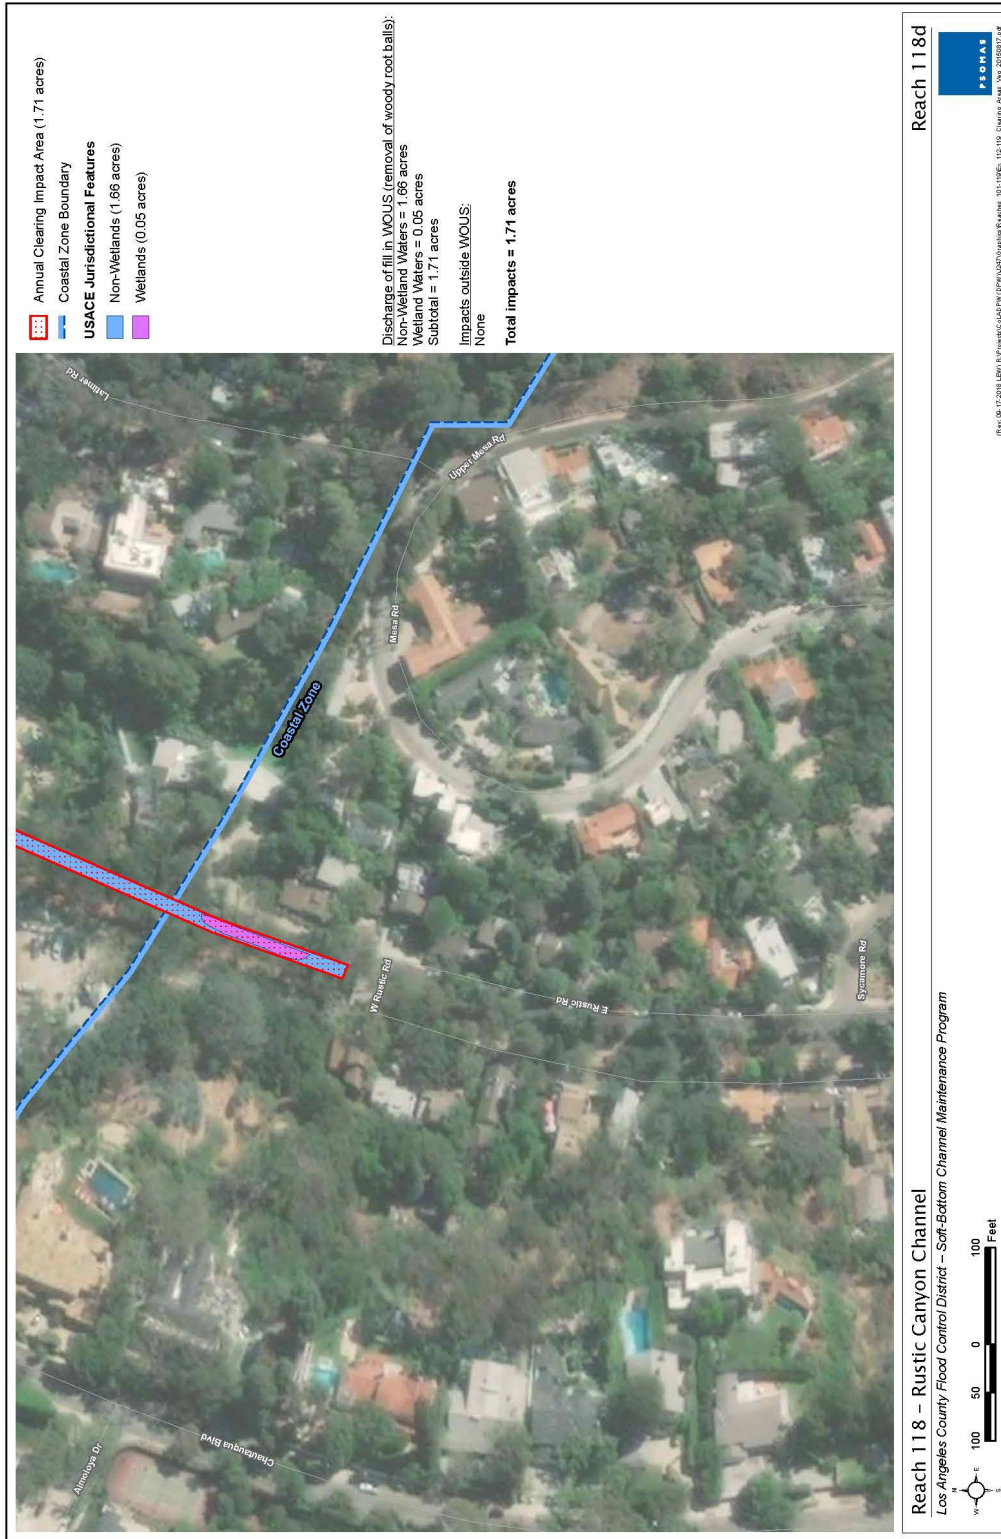 Annual Clearing Impact Area (1.71 acres)
Coastal Zone Boundary
USACE Jurisdictional Features
Non-Wetlands (1.66 acres)
Wetlands (0.05 acres)
Discharge of fill in WOUS (removal of woody root balls):
Non-Wetland Waters = 1.66 acres
Wetland Waters = 0.05 acres
Subtotal = 1.71 acres
Impacts outside WOUS:
None
Total impacts = 1.71 acres
Almoloya Dr
Chautauqua Blvd
W Rustic Rd
E Rustic Rd
Sycamore Rd
Coastal Zone
Mesa Rd
Upper Mesa Rd
Latimer Rd
Reach 118 – Rustic Canyon Channel
Reach 118d
Los Angeles County Flood Control District – Soft-Bottom Channel Maintenance Program
N
W
E
S
100
50
0
100
Feet
PSOMAS